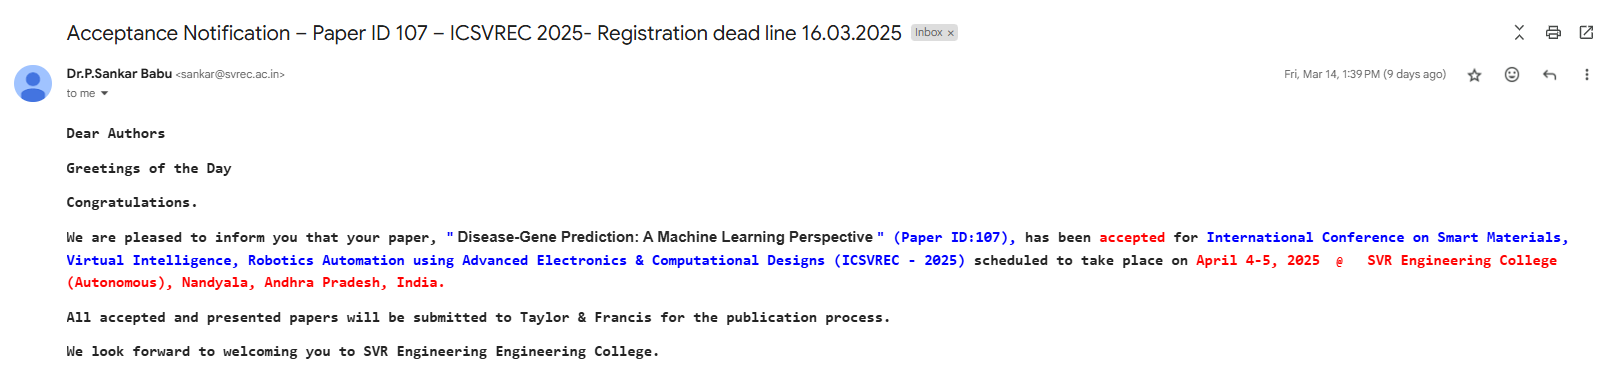 Acceptance Notification – Paper ID 107 – ICSVREC 2025- Registration dead line 16.03.2025 Inbox ×
Dr.P.Sankar Babu <sankar@svrec.ac.in> Fri, Mar 14, 1:39 PM (9 days ago)
to me
Dear Authors
Greetings of the Day
Congratulations.
We are pleased to inform you that your paper, " Disease-Gene Prediction: A Machine Learning Perspective " (Paper ID:107), has been accepted for International Conference on Smart Materials,
Virtual Intelligence, Robotics Automation using Advanced Electronics & Computational Designs (ICSVREC - 2025) scheduled to take place on April 4-5, 2025 @ SVR Engineering College
(Autonomous), Nandyala, Andhra Pradesh, India.
All accepted and presented papers will be submitted to Taylor & Francis for the publication process.
We look forward to welcoming you to SVR Engineering Engineering College.